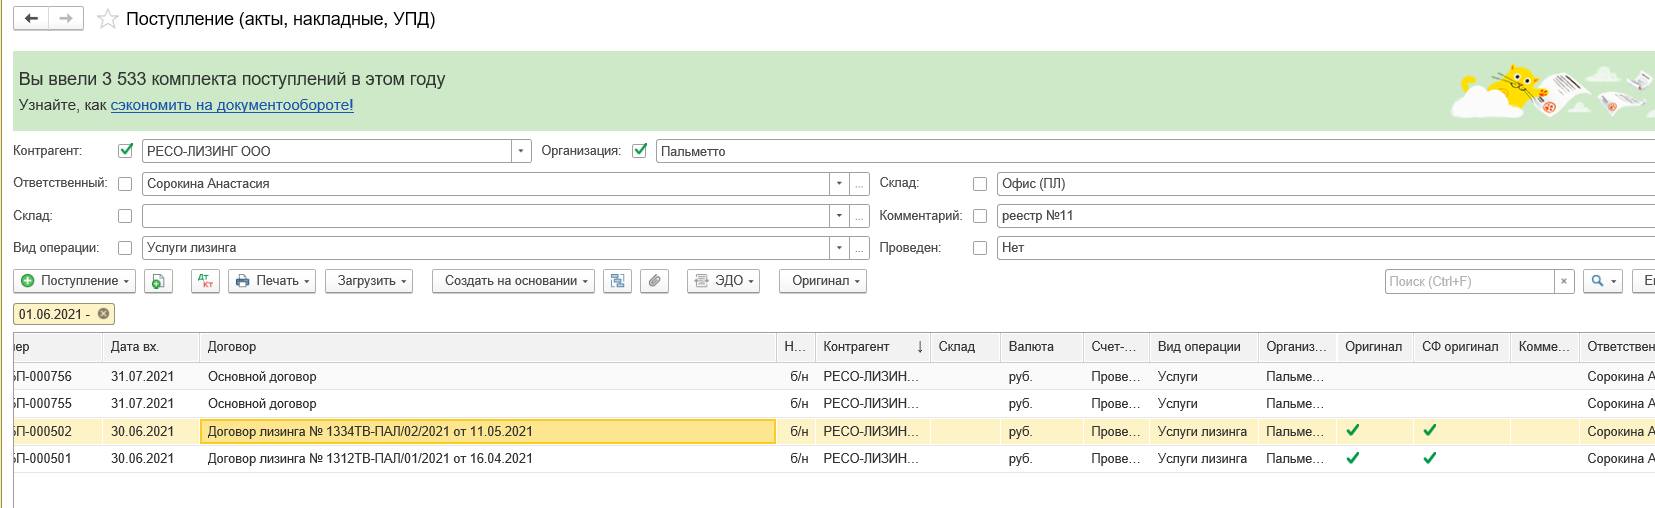 Поступление (акты, накладные, УПД)
Вы ввели 3 533 комплекта поступлений в этом году
Узнайте, как сэкономить на документообороте!
Контрагент: РЕСО-ЛИЗИНГ ООО Организация: Пальметто
Ответственный: Сорокина Анастасия Склад: Офис (ПЛ)
Склад: Комментарий: реестр №11
Вид операции: Услуги лизинга Проведен: Нет
Поступление Дт Кт Печать Загрузить Создать на основании ЭДО Оригинал Поиск (Ctrl+F)
01.06.2021 -
ер Дата вх. Договор Н... Контрагент ↓ Склад Валюта Счет-... Вид операции Организ... Оригинал СФ оригинал Комме... Ответствен
БП-000756 31.07.2021 Основной договор б/н РЕСО-ЛИЗИН... руб. Прове... Услуги Пальме... Сорокина А
БП-000755 31.07.2021 Основной договор б/н РЕСО-ЛИЗИН... руб. Прове... Услуги Пальме... Сорокина А
БП-000502 30.06.2021 Договор лизинга № 1334ТВ-ПАЛ/02/2021 от 11.05.2021 б/н РЕСО-ЛИЗИН... руб. Прове... Услуги лизинга Пальме... Сорокина А
БП-000501 30.06.2021 Договор лизинга № 1312ТВ-ПАЛ/01/2021 от 16.04.2021 б/н РЕСО-ЛИЗИН... руб. Прове... Услуги лизинга Пальме... Сорокина А